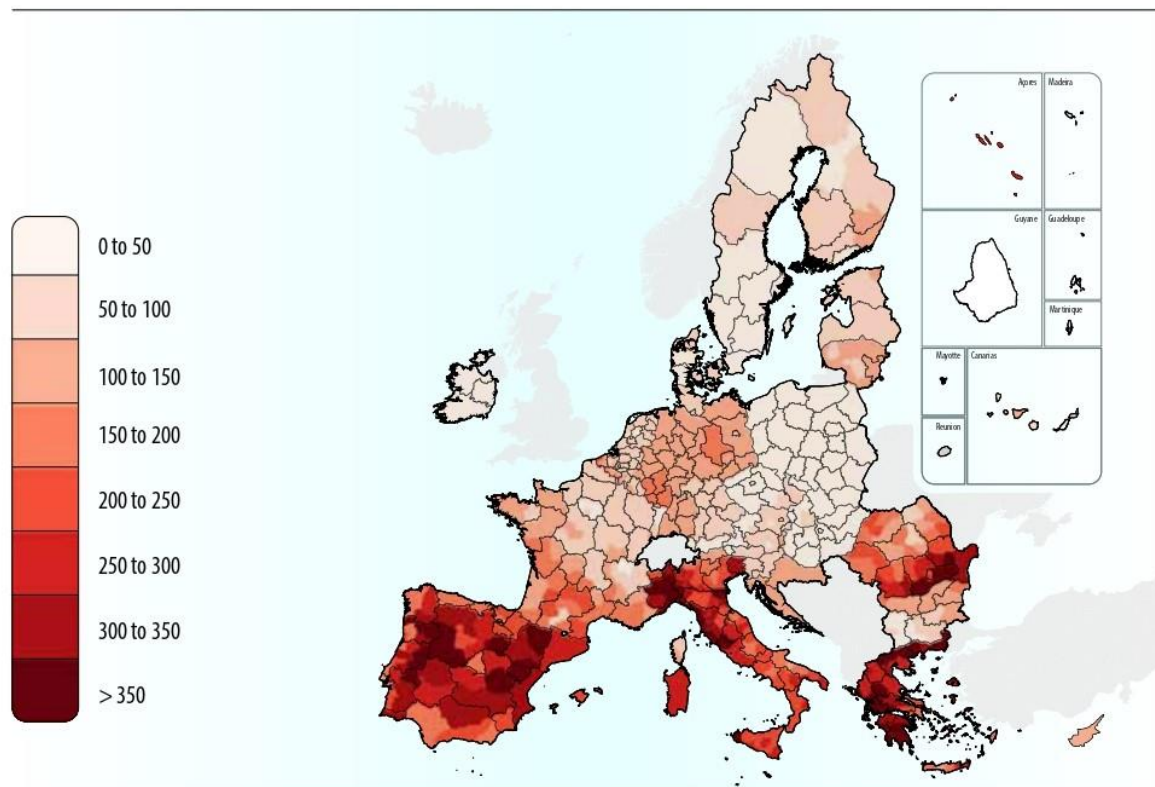 0 to 50
50 to 100
100 to 150
150 to 200
200 to 250
250 to 300
300 to 350
> 350
Açores
Madeira
Guyane
Guadeloupe
Martinique
Mayotte
Canarias
Reunion